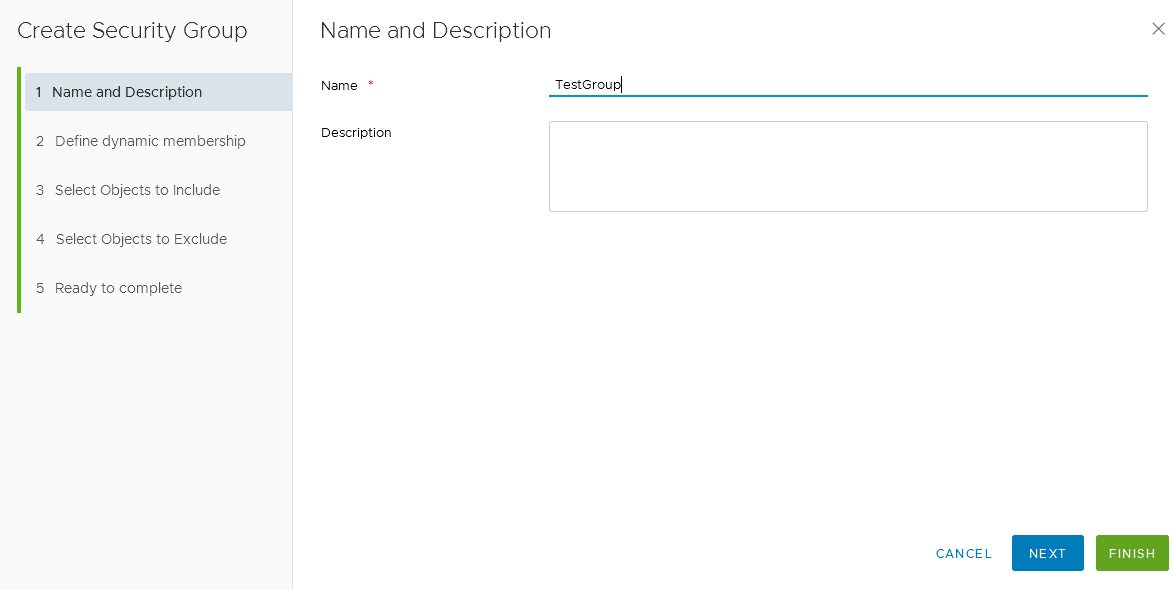 Create Security Group
1 Name and Description
2 Define dynamic membership
3 Select Objects to Include
4 Select Objects to Exclude
5 Ready to complete
Name and Description
Name *
TestGroup
Description
CANCEL
NEXT
FINISH